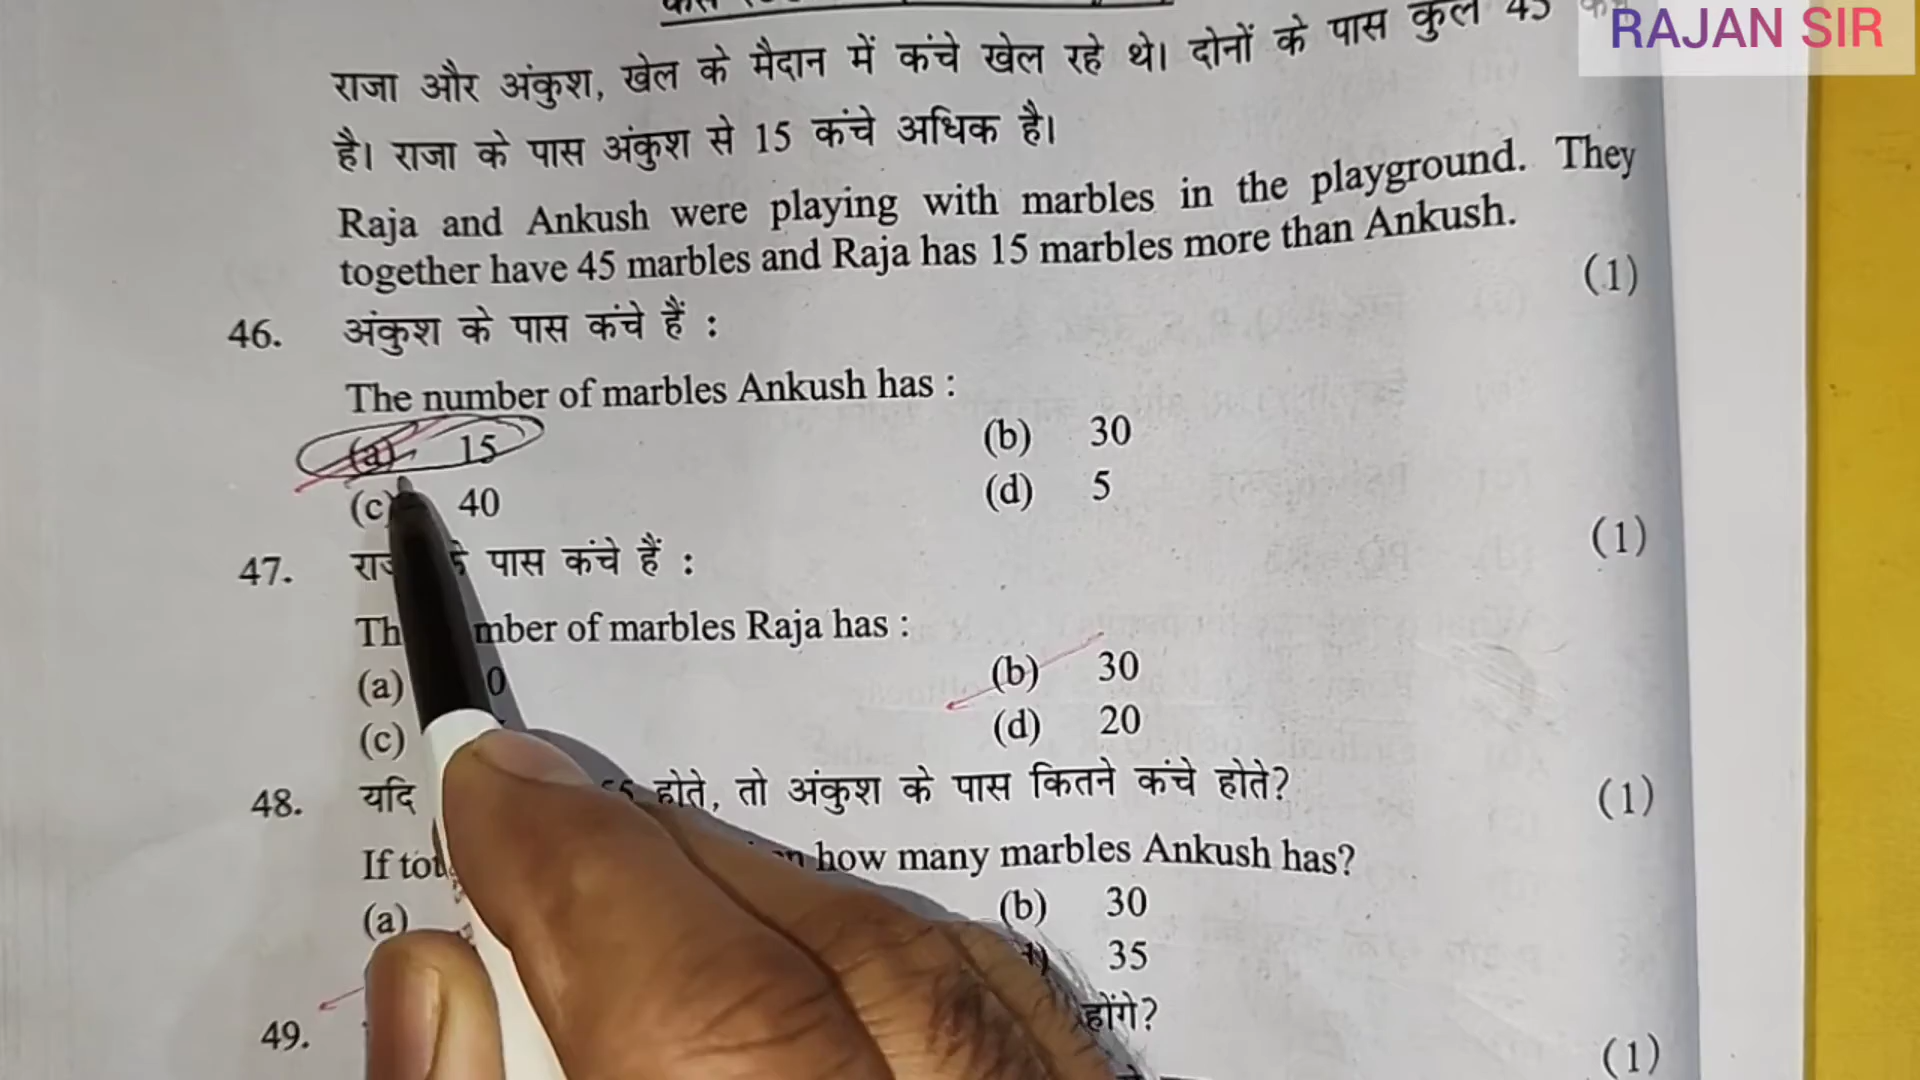 RAJAN SIR
राजा और अंकुश, खेल के मैदान में कंचे खेल रहे थे। दोनों के पास कुल 45
है। राजा के पास अंकुश से 15 कंचे अधिक है।
Raja and Ankush were playing with marbles in the playground. They
together have 45 marbles and Raja has 15 marbles more than Ankush.
46. अंकुश के पास कंचे हैं : (1)
The number of marbles Ankush has :
(a) 15 (b) 30
(c) 40 (d) 5
47. पास कंचे हैं : (1)
of marbles Raja has :
(a) (b) 30
(c) (d) 20
48. यदि होते, तो अंकुश के पास कितने कंचे होते? (1)
If how many marbles Ankush has?
(a) (b) 30
35
49. होंगे? (1)